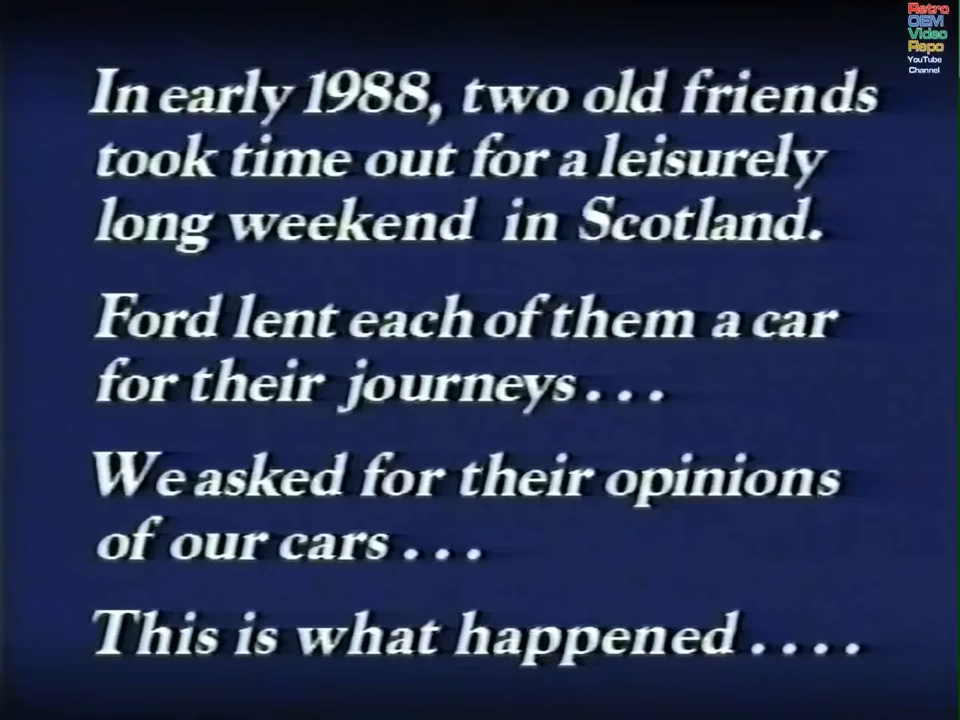 Retro
OEM
Video
Repo
YouTube
Channel
In early 1988, two old friends
took time out for a leisurely
long weekend in Scotland.
Ford lent each of them a car
for their journeys . . .
We asked for their opinions
of our cars . . .
This is what happened . . . .